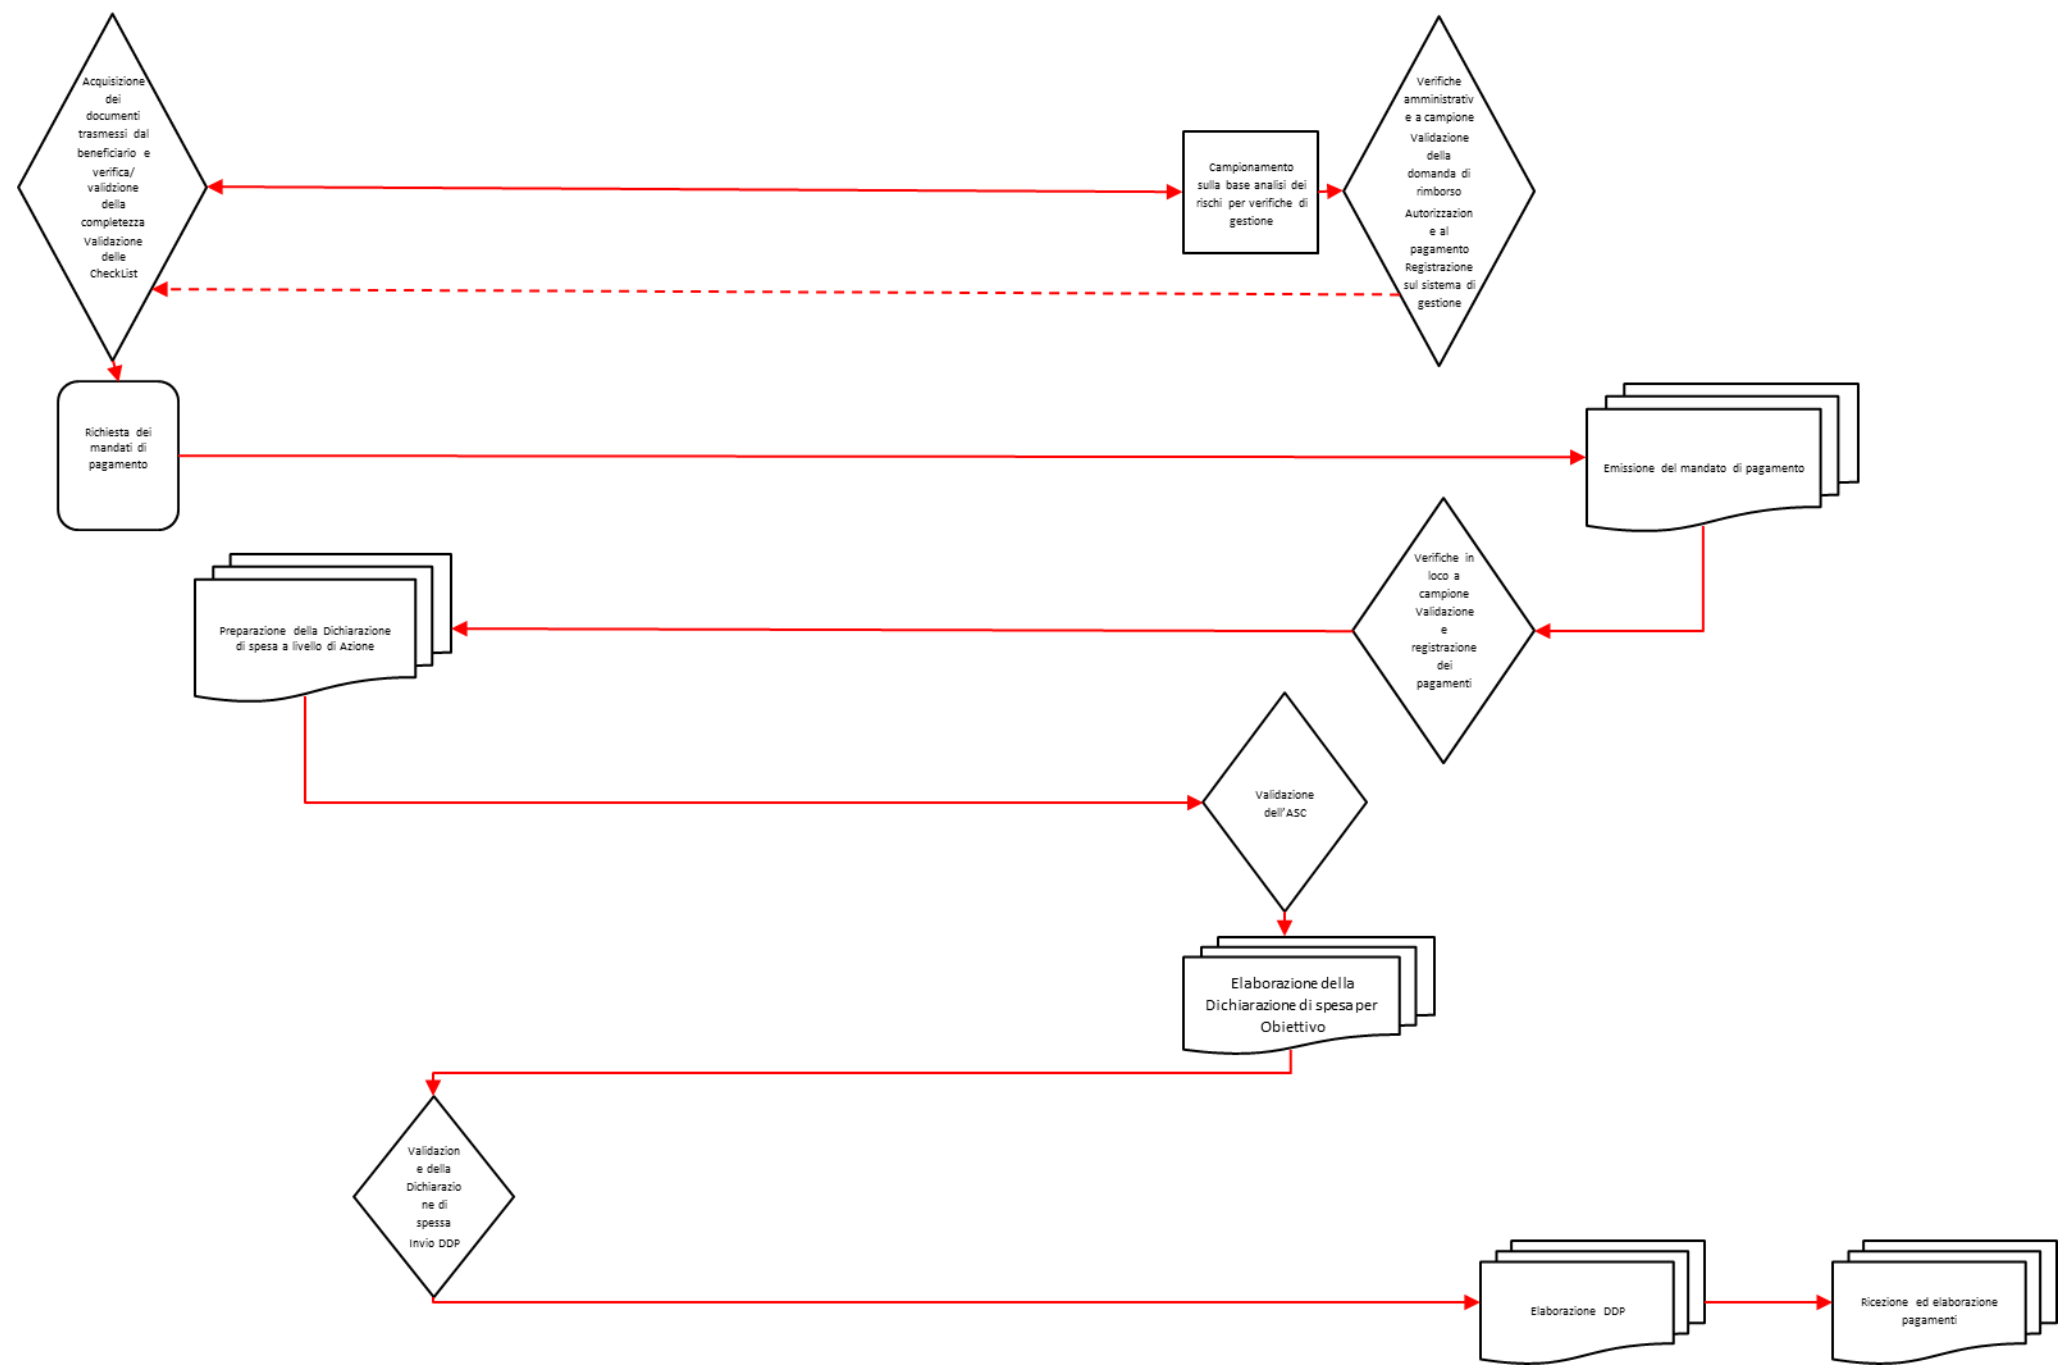 Acquisizione
dei
documenti
trasmessi dal
beneficiario e
verifica/
validzione
della
completezza
Validazione
delle
CheckList
Campionamento
sulla base analisi dei
rischi per verifiche di
gestione
Verifiche
amministrativ
e a campione
Validazione
della
domanda di
rimborso
Autorizzazion
e al
pagamento
Registrazione
sul sistema di
gestione
Richiesta dei
mandati di
pagamento
Emissione del mandato di pagamento
Verifiche in
loco a
campione
Validazione
e
registrazione
dei
pagamenti
Preparazione della Dichiarazione
di spesa a livello di Azione
Validazione
dell'ASC
Elaborazione della
Dichiarazione di spesa per
Obiettivo
Validazion
e della
Dichiarazio
ne di
spessa
Invio DDP
Elaborazione DDP
Ricezione ed elaborazione
pagamenti